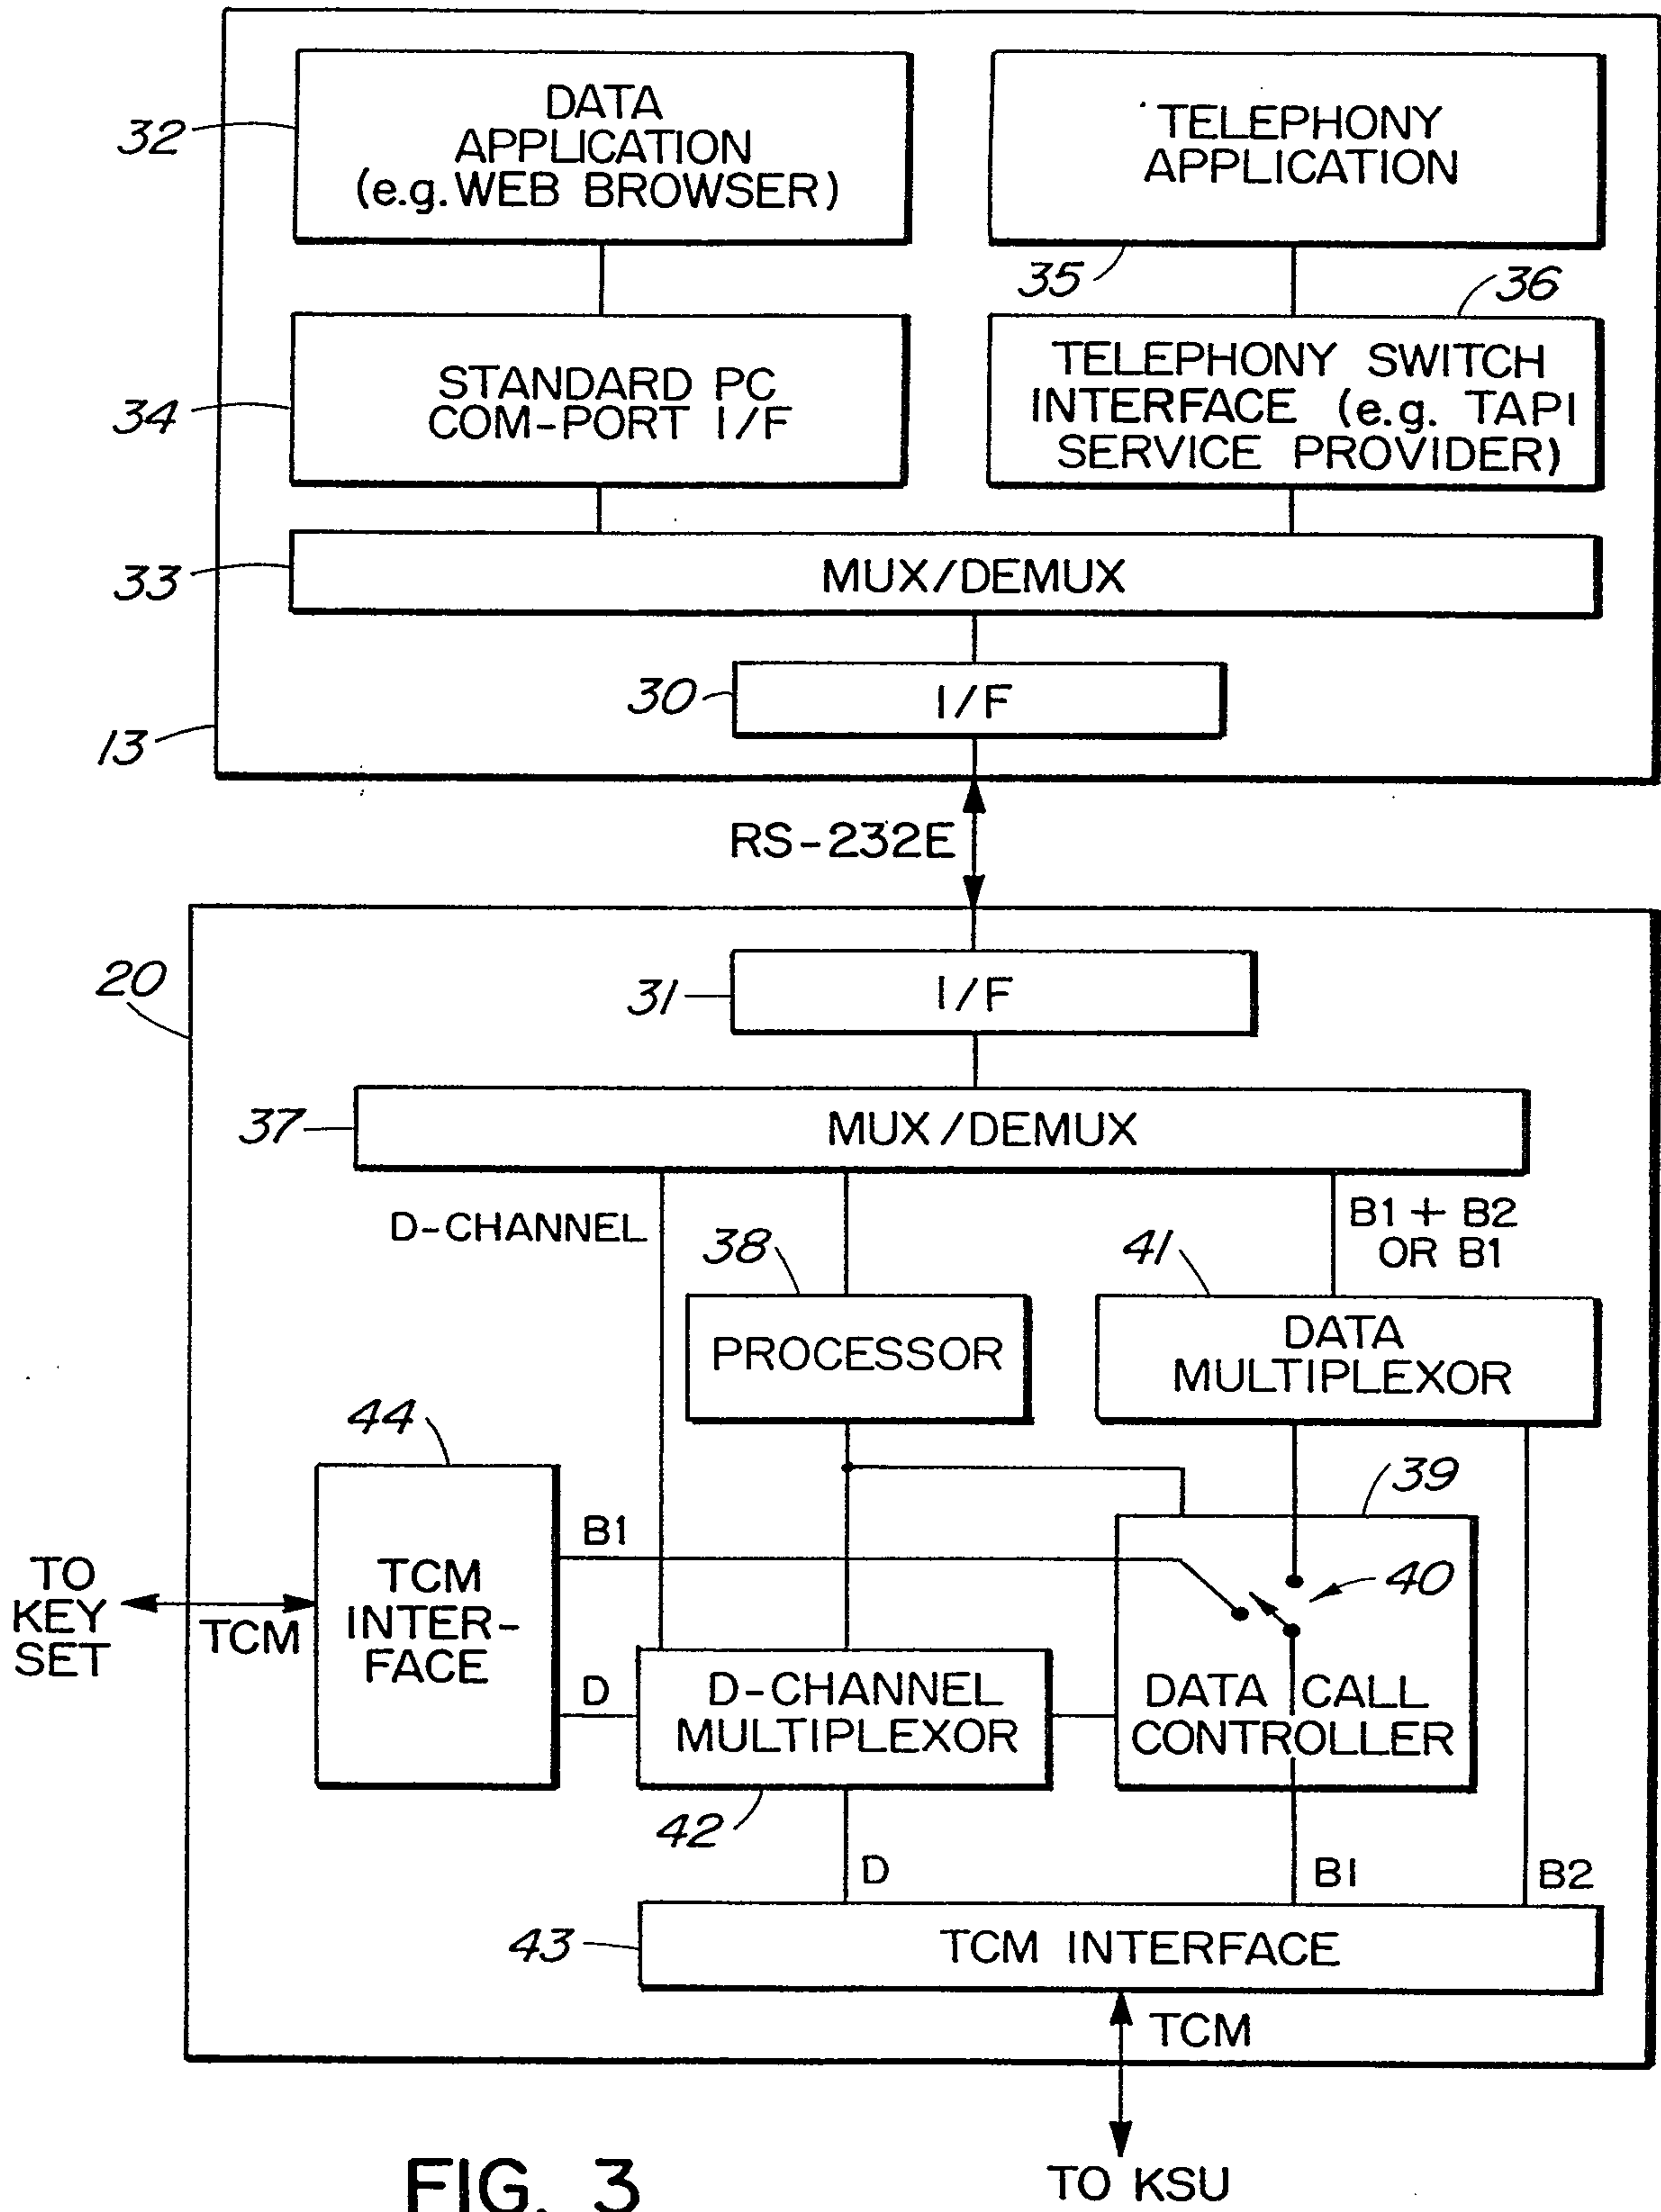 DATA
APPLICATION
(e.g. WEB BROWSER)
32
TELEPHONY
APPLICATION
35
36
STANDARD PC
COM-PORT I/F
34
TELEPHONY SWITCH
INTERFACE (e.g. TAPI
SERVICE PROVIDER)
33
MUX/DEMUX
30
I/F
13
RS-232E
20
31
I/F
37
MUX/DEMUX
D-CHANNEL
38
41
B1 + B2
OR B1
PROCESSOR
DATA
MULTIPLEXOR
44
39
B1
TO
KEY
SET
TCM
TCM
INTER-
FACE
40
D
D-CHANNEL
MULTIPLEXOR
DATA CALL
CONTROLLER
42
D
B1
B2
43
TCM INTERFACE
TCM
TO KSU
FIG. 3